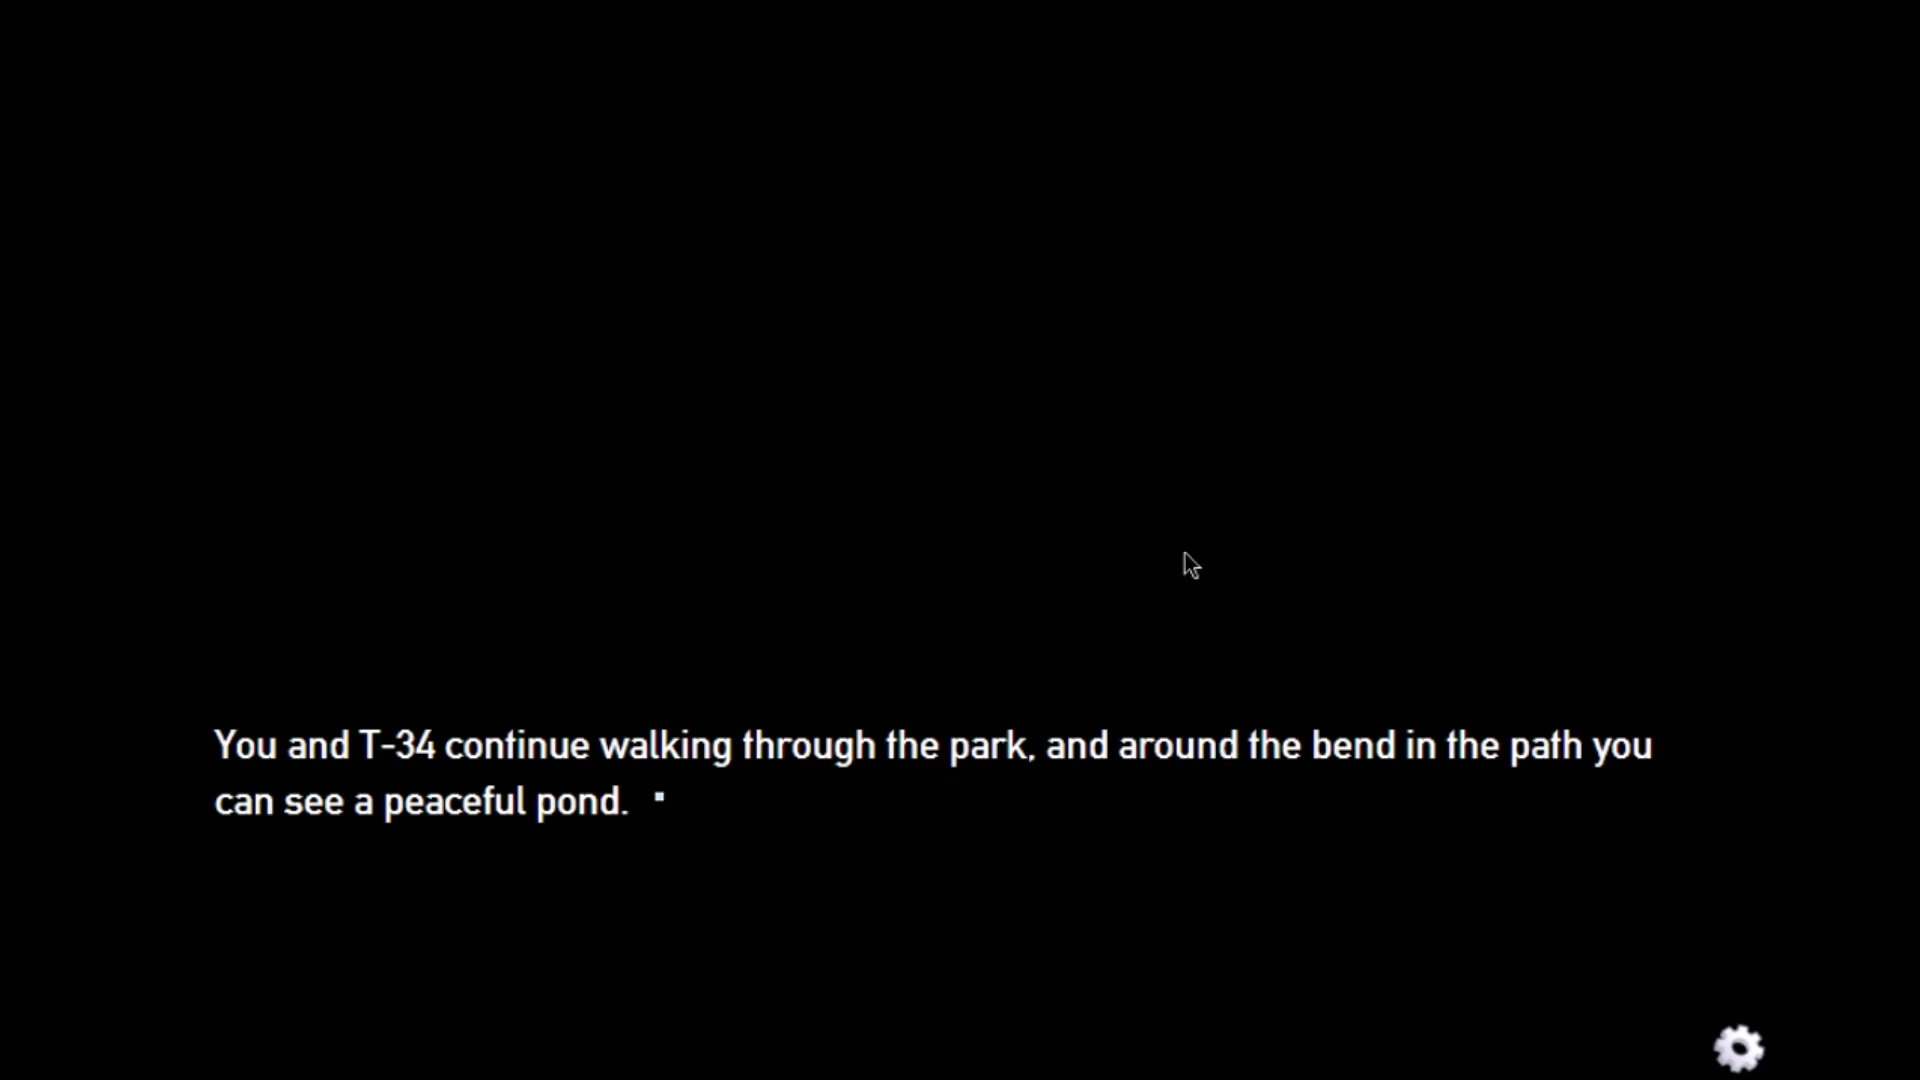 You and T-34 continue walking through the park, and around the bend in the path you
can see a peaceful pond.